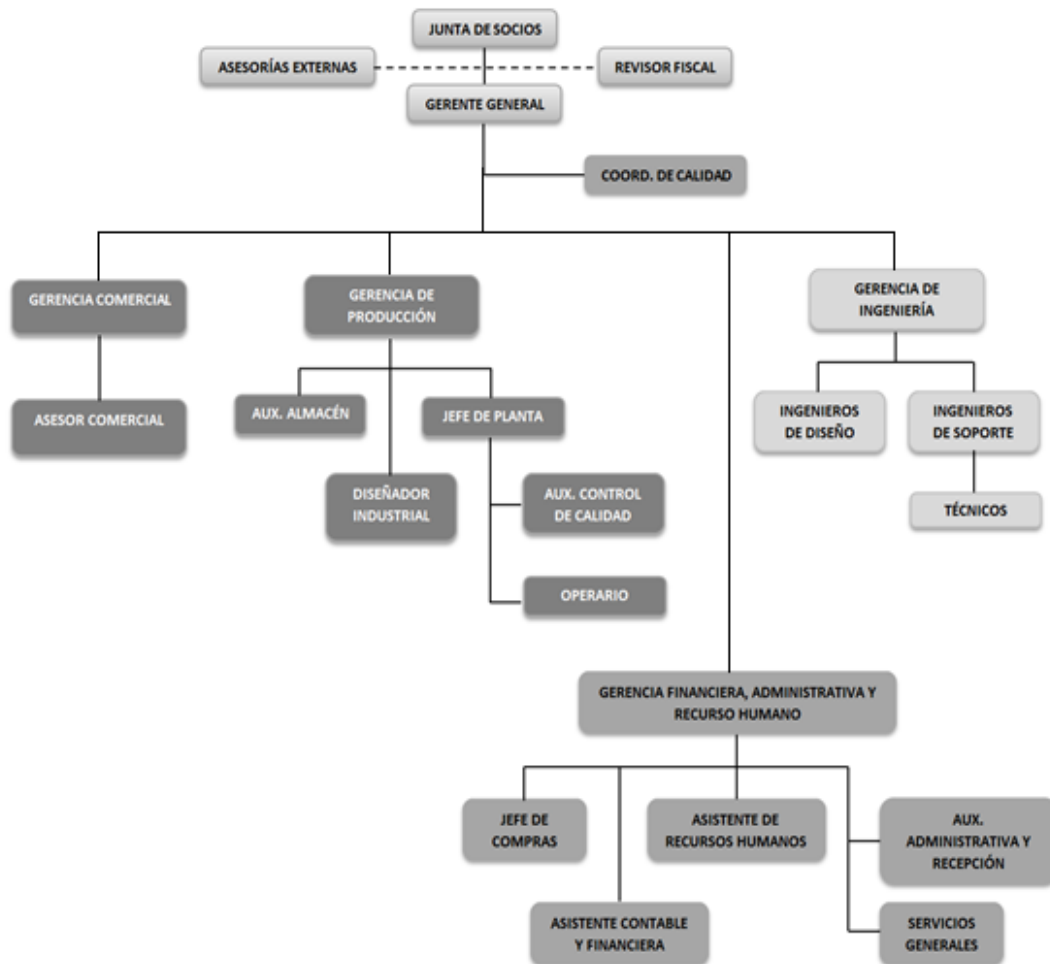 JUNTA DE SOCIOS
ASESORÍAS EXTERNAS
REVISOR FISCAL
GERENTE GENERAL
COORD. DE CALIDAD
GERENCIA COMERCIAL
GERENCIA DE
PRODUCCIÓN
GERENCIA DE
INGENIERÍA
ASESOR COMERCIAL
AUX. ALMACÉN
JEFE DE PLANTA
INGENIEROS
DE DISEÑO
INGENIEROS
DE SOPORTE
DISEÑADOR
INDUSTRIAL
AUX. CONTROL
DE CALIDAD
TÉCNICOS
OPERARIO
GERENCIA FINANCIERA, ADMINISTRATIVA Y
RECURSO HUMANO
JEFE DE
COMPRAS
ASISTENTE DE
RECURSOS HUMANOS
AUX.
ADMINISTRATIVA Y
RECEPCIÓN
ASISTENTE CONTABLE
Y FINANCIERA
SERVICIOS
GENERALES